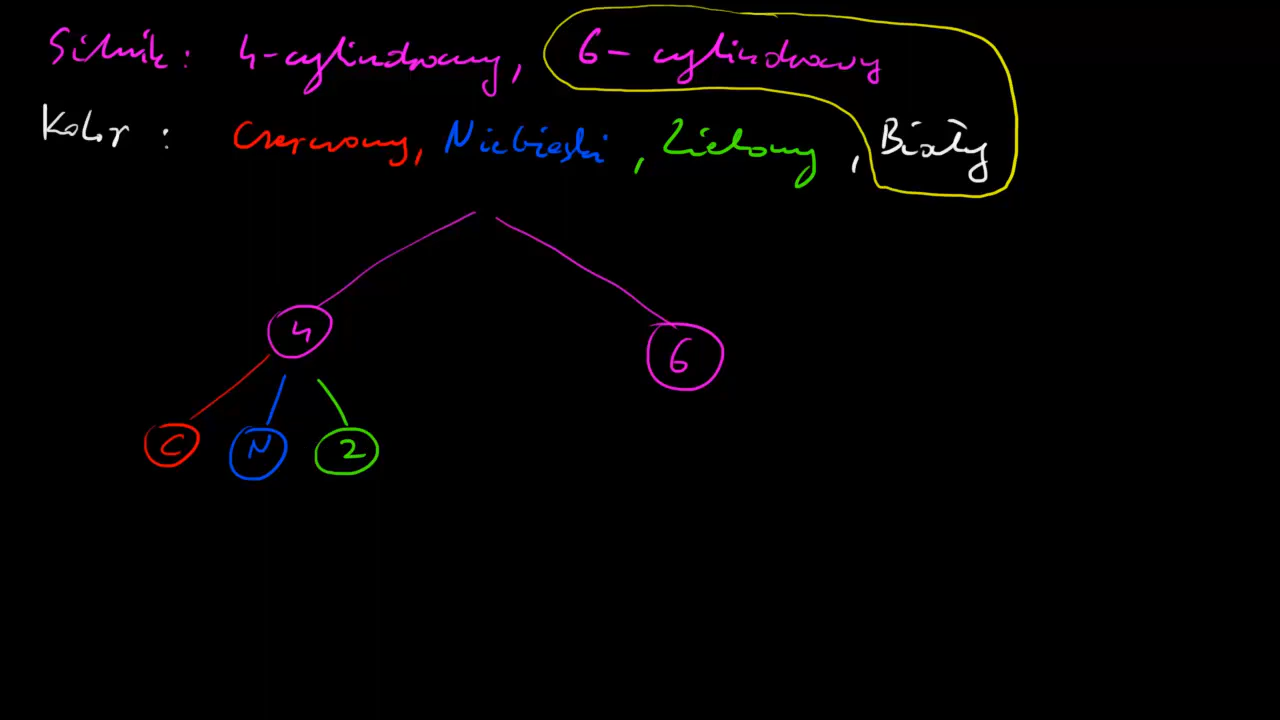 Silnik: 4-cylindrowy, 6-cylindrowy
Kolor: Czerwony, Niebieski, Zielony, Biały
4
6
C N Z